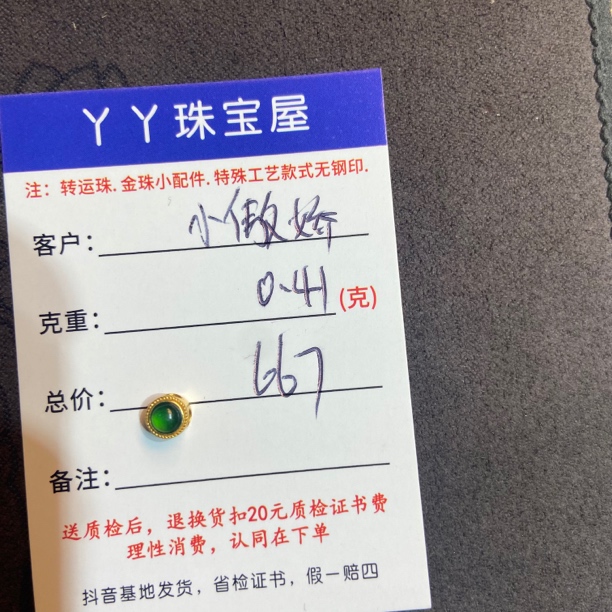 丫丫珠宝屋
注：转运珠.金珠小配件.特殊工艺款式无钢印.
客户：小傲娇
克重：0.41(克)
总价：667
备注：
送质检后，退换货扣20元质检证书费
理性消费，认同在下单
抖音基地发货，省检证书，假一赔四